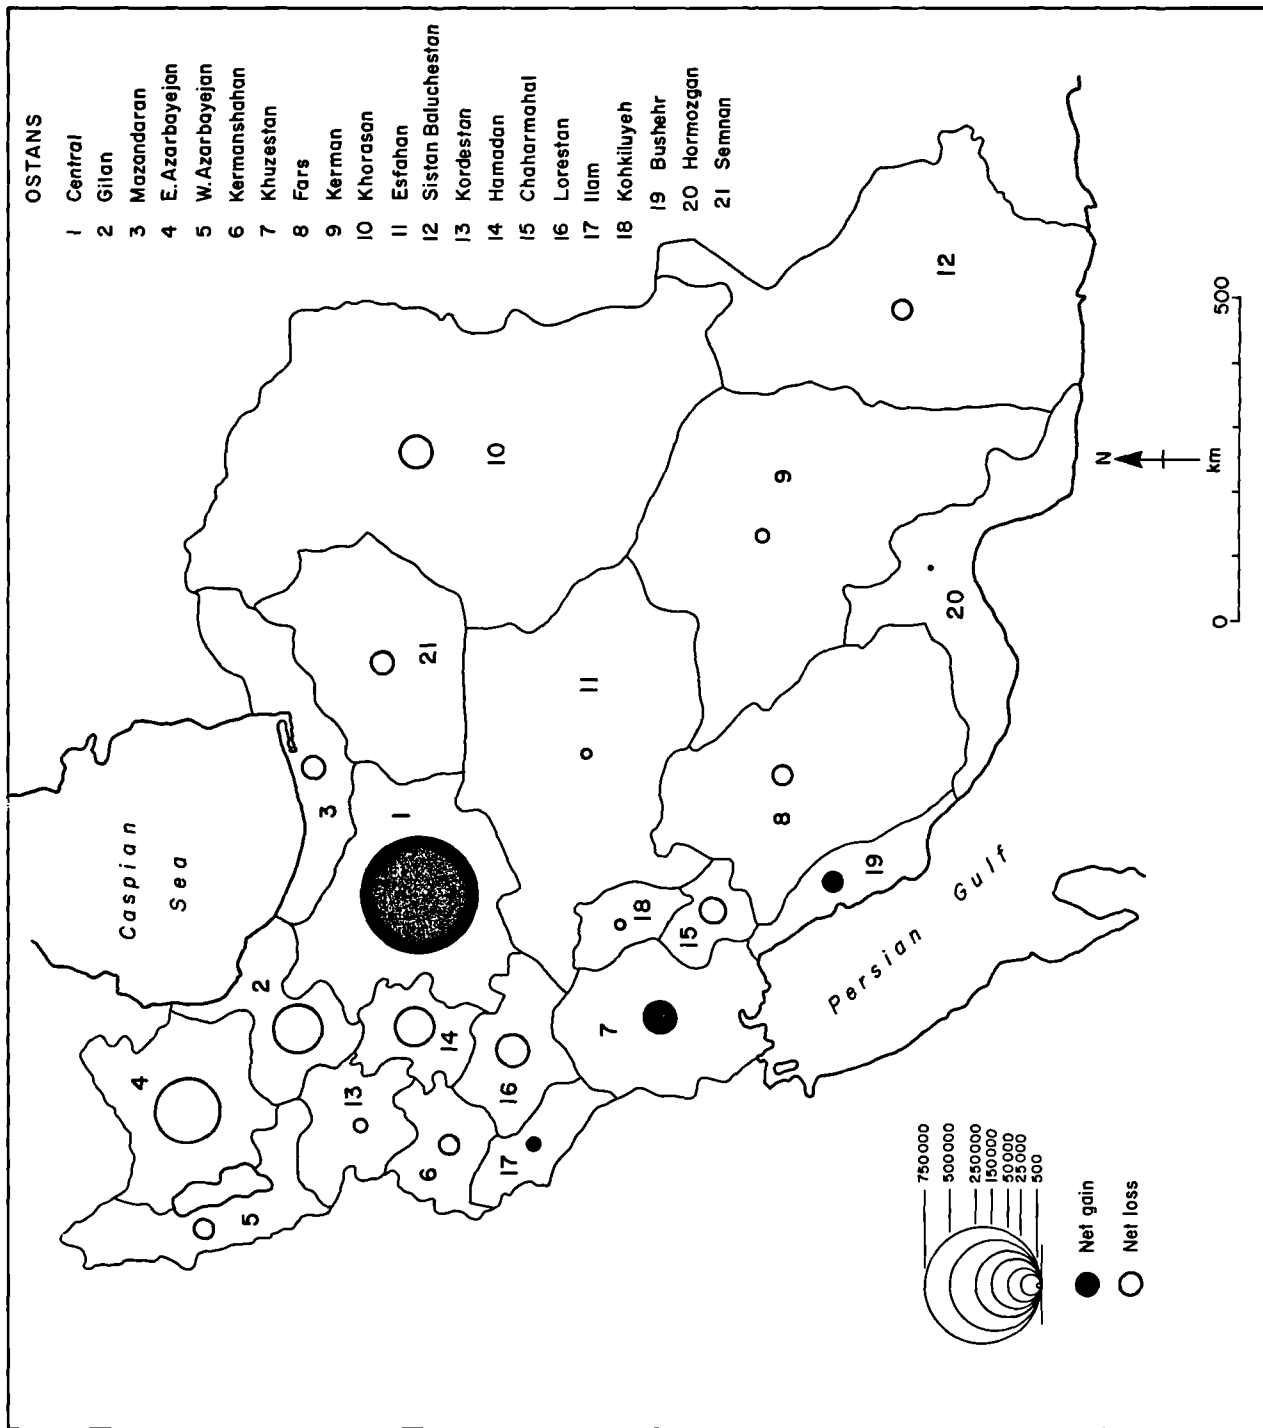 OSTANS
1 Central
2 Gilan
3 Mazandaran
4 E.Azarbayejan
5 W.Azarbayejan
6 Kermanshahan
7 Khuzestan
8 Fars
9 Kerman
10 Khorasan
11 Esfahan
12 Sistan Baluchestan
13 Kordestan
14 Hamadan
15 Chaharmahal
16 Lorestan
17 Ilam
18 Kohkiluyeh
19 Bushehr
20 Hormozgan
21 Semnan
Caspian
Sea
4
5
2
3
13
1
21
10
6
14
16
17
11
7
18
15
8
9
19
20
12
Persian Gulf
750000
500000
250000
150000
50000
25000
500
Net gain
Net loss
N
0 km 500